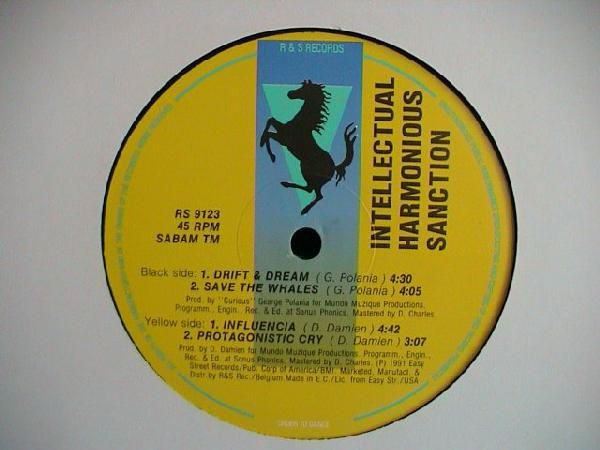 R & S RECORDS
INTELLECTUAL
HARMONIOUS
SANCTION
RS 9123
45 RPM
SABAM TM
Black side: 1. DRIFT & DREAM ( G. Polania ) 4:30
2. SAVE THE WHALES ( G. Polania ) 4:05
Prod. by "Curious" George Polania for Mundo Muzique Productions,
Programm., Engin., Rec. & Ed. at Sonus Phonics, Mastered by D. Charles
Yellow side: 1. INFLUENCIA ( D. Damien ) 4:42
2. PROTAGONISTIC CRY ( D. Damien ) 3:07
Prod. by D. Damien for Mundo Muzique Productions, Programm., Engin.,
Rec. & Ed. at Sonus Phonics, Mastered by D. Charles. (P) 1991 Easy
Street Records/Pub. Corp of America/BMI. Marketed, Manufact. &
Distr. by R&S Rec./Belgium. Made in E.C./Lic. from Easy Str./USA
ORDER TO DANCE